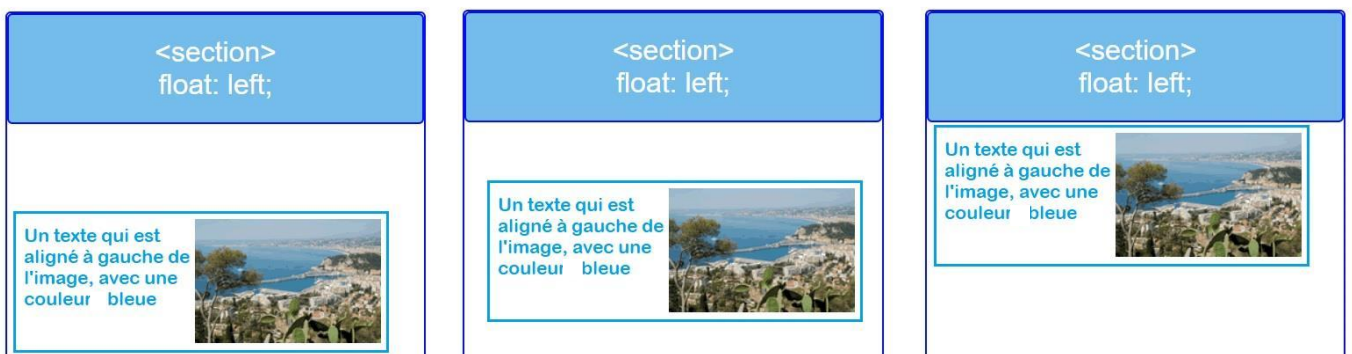 <section>
float: left;
Un texte qui est
aligné à gauche de
l'image, avec une
couleur bleue
<section>
float: left;
Un texte qui est
aligné à gauche de
l'image, avec une
couleur bleue
<section>
float: left;
Un texte qui est
aligné à gauche de
l'image, avec une
couleur bleue